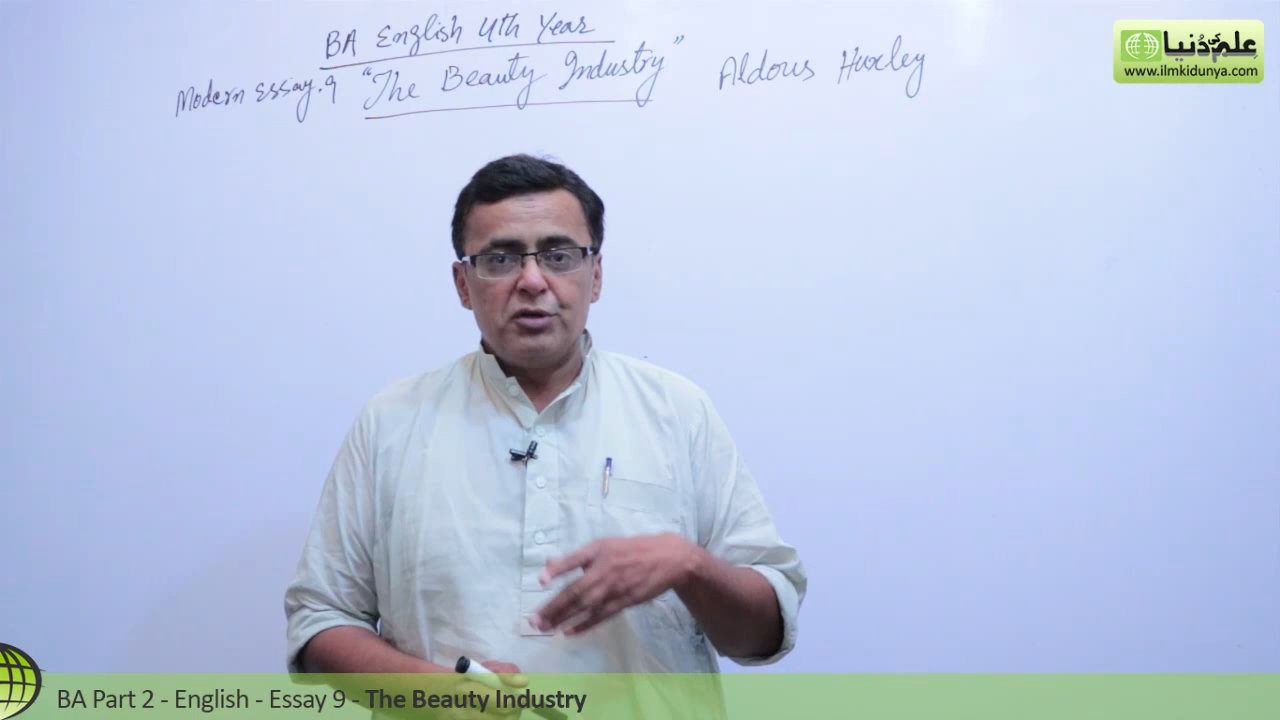 BA English 4th Year
Modern Essay.9 "The Beauty Industry" Aldous Huxley
علم کی دُنیا
www.ilmkidunya.com
BA Part 2 - English - Essay 9 - The Beauty Industry